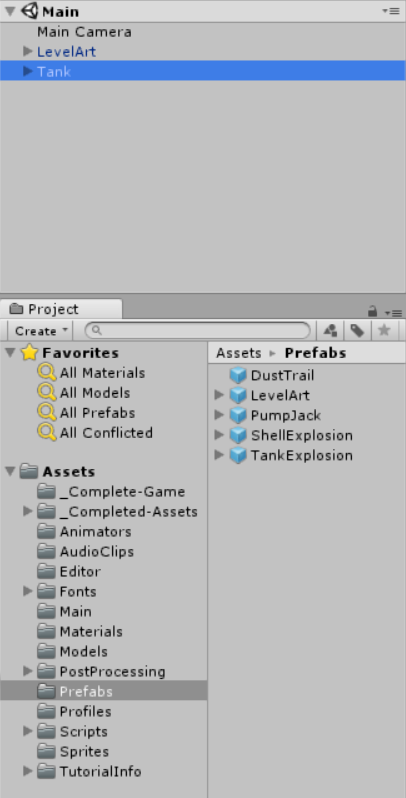 Main
Main Camera
LevelArt
Tank
Project
Create
Favorites
All Materials
All Models
All Prefabs
All Conflicted
Assets
_Complete-Game
_Completed-Assets
Animators
AudioClips
Editor
Fonts
Main
Materials
Models
PostProcessing
Prefabs
Profiles
Scripts
Sprites
TutorialInfo
Assets Prefabs
DustTrail
LevelArt
PumpJack
ShellExplosion
TankExplosion